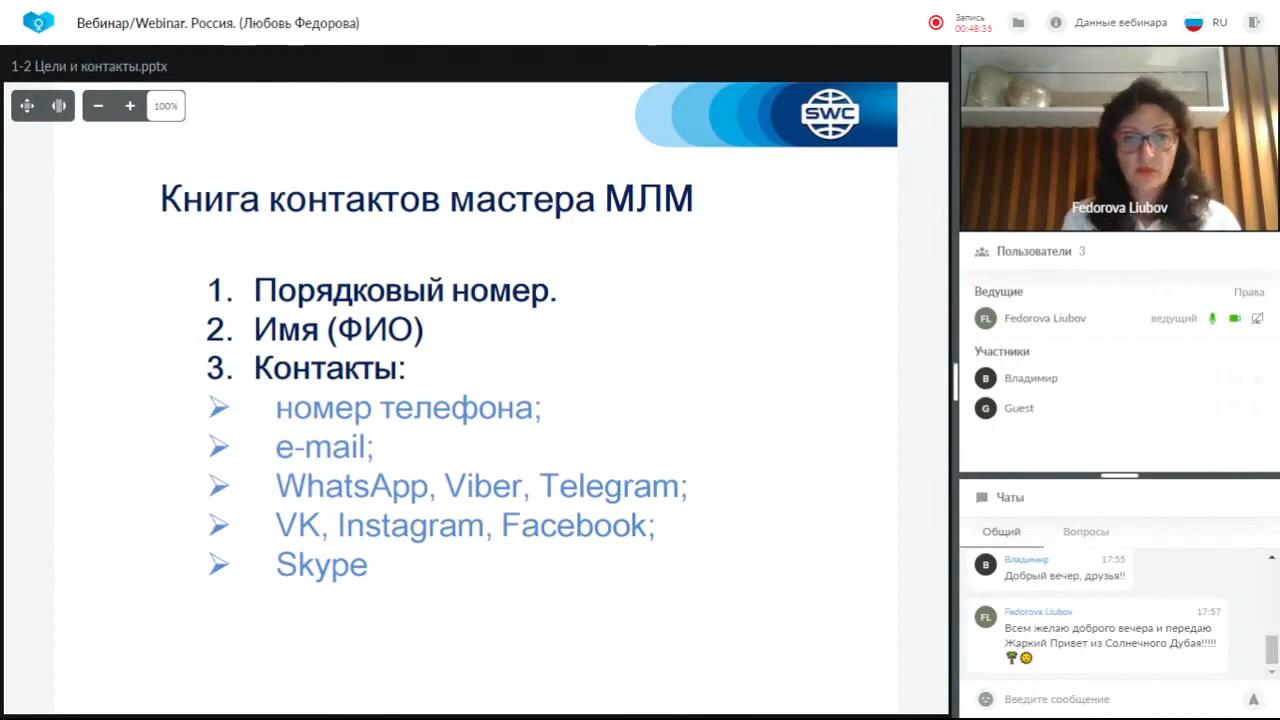 Вебинар/Webinar. Россия. (Любовь Федорова)
Запись
00:48:35
Данные вебинара
RU
1-2 Цели и контакты.pptx
100%
SWC
Книга контактов мастера МЛМ
1. Порядковый номер.
2. Имя (ФИО)
3. Контакты:
номер телефона;
e-mail;
WhatsApp, Viber, Telegram;
VK, Instagram, Facebook;
Skype
Fedorova Liubov
Пользователи 3
Ведущие Права
FL Fedorova Liubov ведущий
Участники
В Владимир
G Guest
Чаты
Общий Вопросы
В Владимир 17:55
Добрый вечер, друзья!!
FL Fedorova Liubov 17:57
Всем желаю доброго вечера и передаю
Жаркий Привет из Солнечного Дубая!!!!!
Введите сообщение